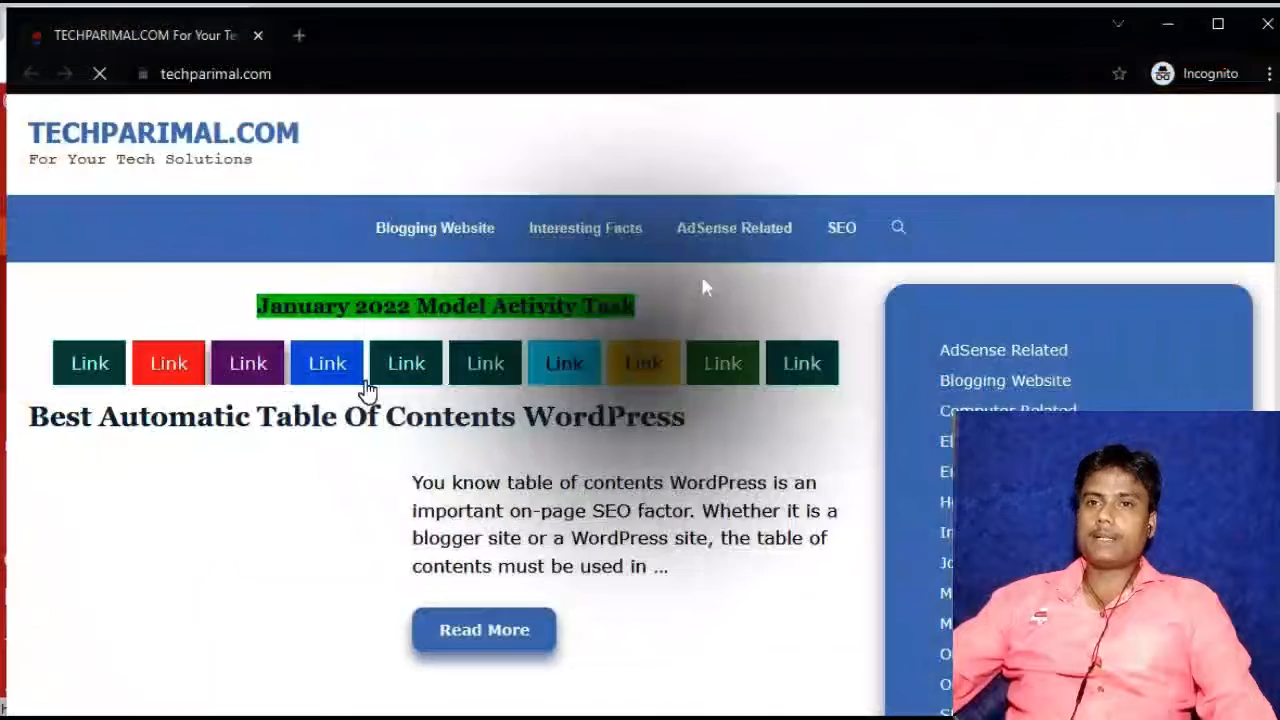 TECHPARIMAL.COM For Your Te
techparimal.com
Incognito
TECHPARIMAL.COM
For Your Tech Solutions
Blogging Website Interesting Facts AdSense Related SEO
January 2022 Model Activity Task
Link Link Link Link Link Link Link Link Link Link
Best Automatic Table Of Contents WordPress
You know table of contents WordPress is an
important on-page SEO factor. Whether it is a
blogger site or a WordPress site, the table of
contents must be used in ...
Read More
AdSense Related
Blogging Website
Computer Related